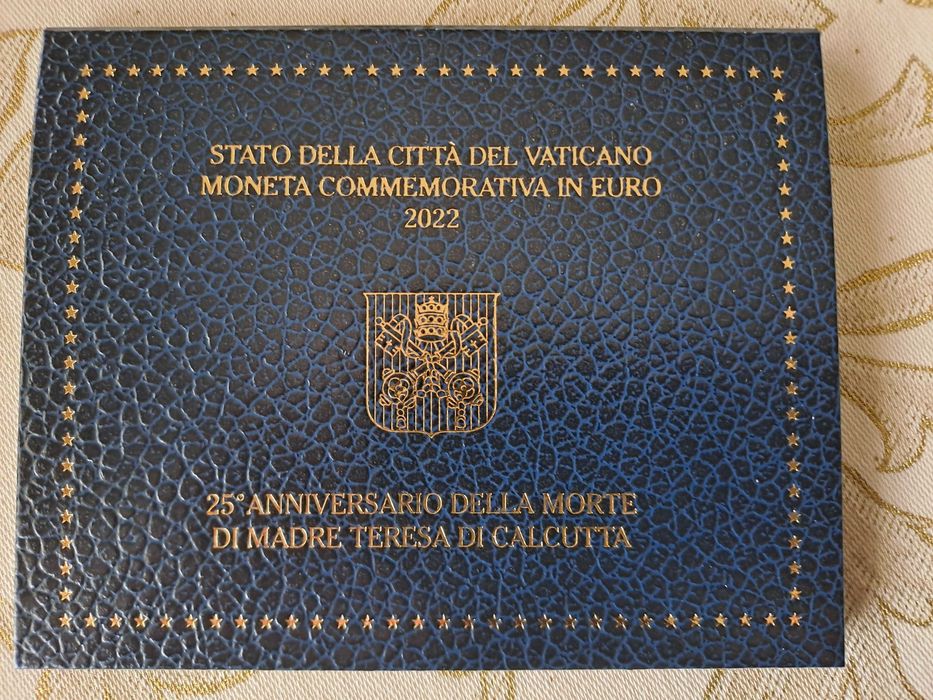 STATO DELLA CITTÀ DEL VATICANO
MONETA COMMEMORATIVA IN EURO
2022
25° ANNIVERSARIO DELLA MORTE
DI MADRE TERESA DI CALCUTTA